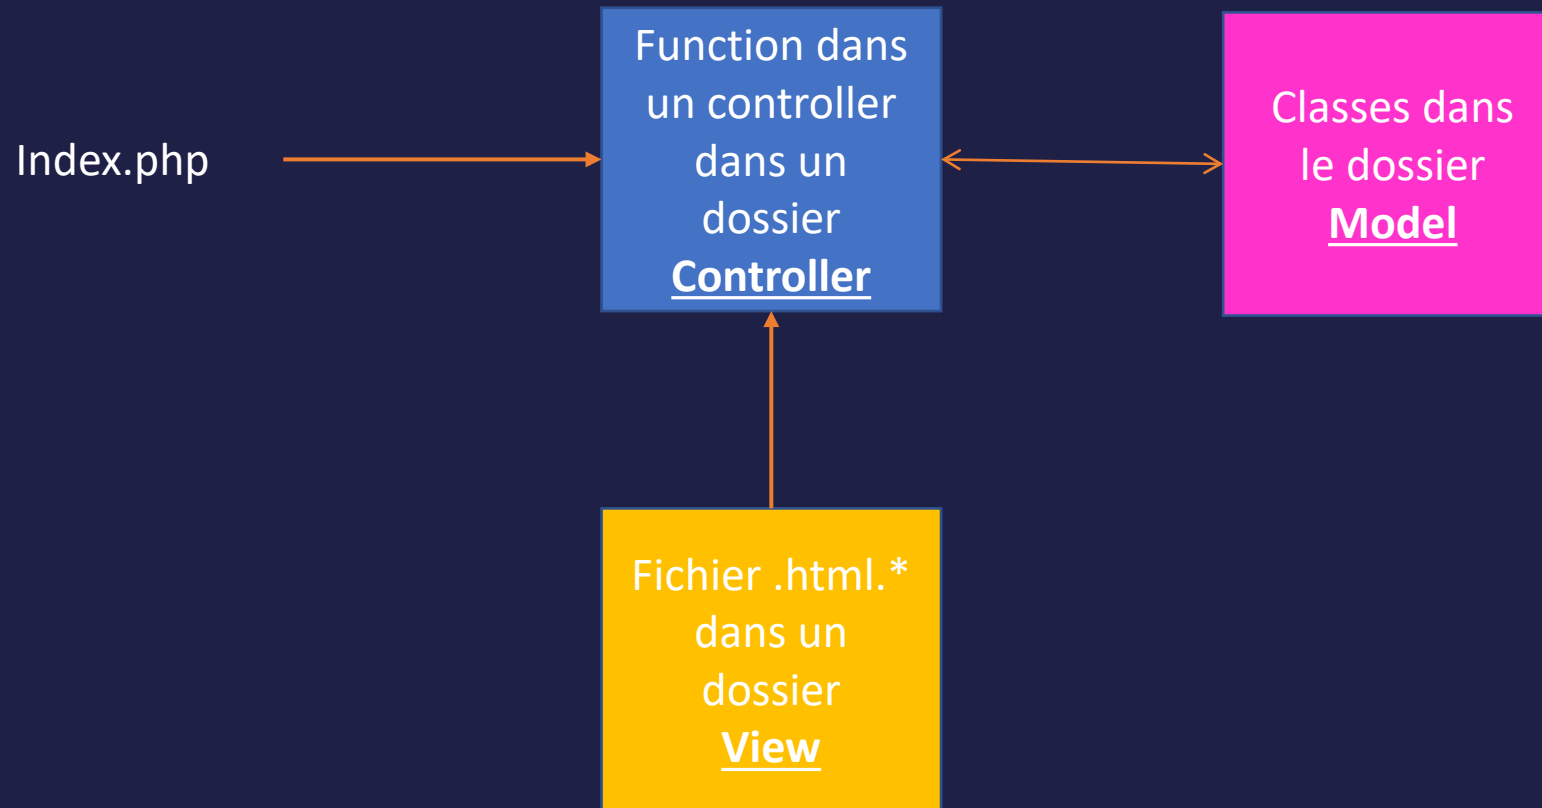 Index.php
Function dans
un controller
dans un
dossier
Controller
Classes dans
le dossier
Model
Fichier .html.*
dans un
dossier
View